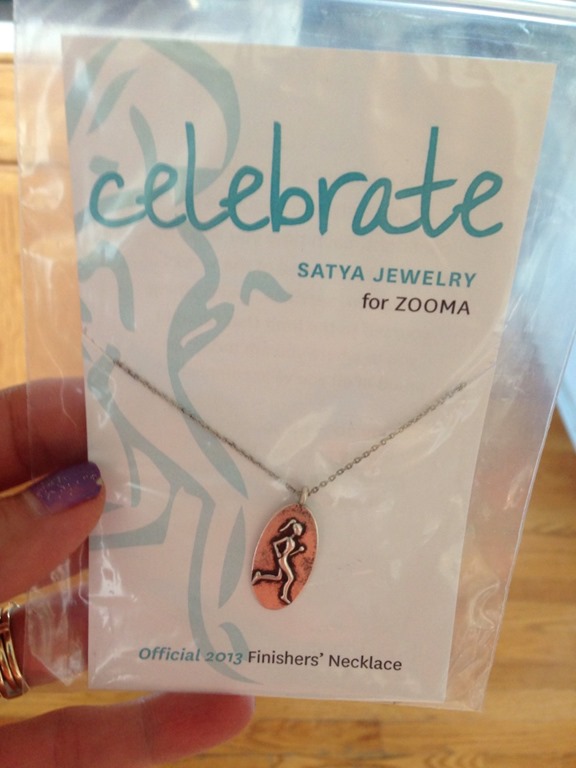 celebrate
SATYA JEWELRY
for ZOOMA
Official 2013 Finishers' Necklace